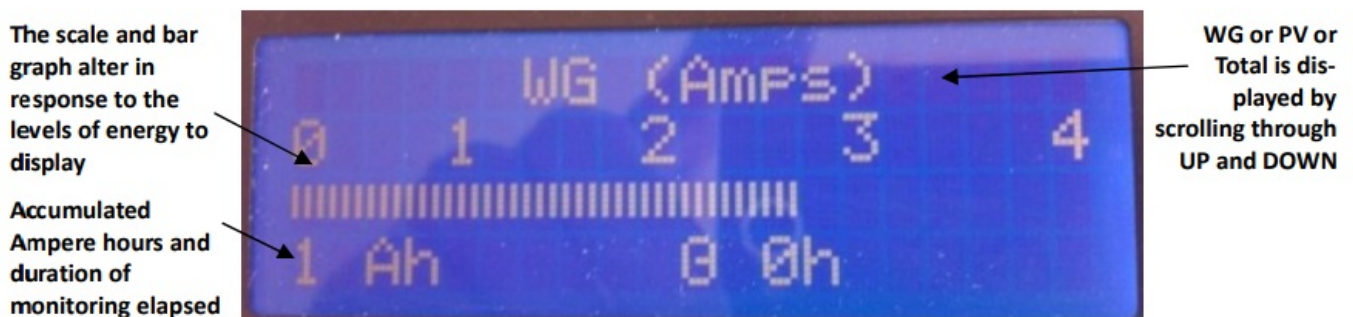 The scale and bar
graph alter in
response to the
levels of energy to
display
Accumulated
Ampere hours and
duration of
monitoring elapsed
WG (Amps)
0 1 2 3 4
1 Ah 0h
WG or PV or
Total is dis-
played by
scrolling through
UP and DOWN